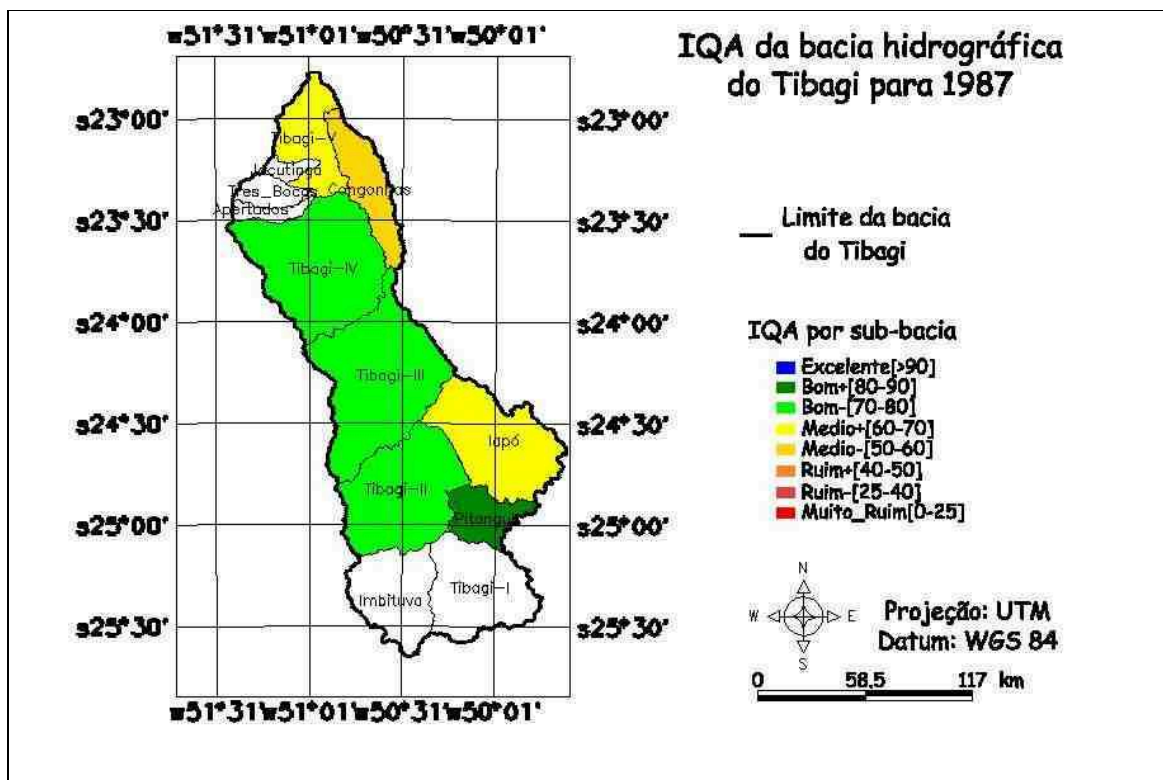 w51°31'w51°01'w50°31'w50°01'
IQA da bacia hidrográfica
do Tibagi para 1987
s23°00'
s23°00'
Tibagi-V
Jacutinga
Tres_Bocas
Congonhas
Apertados
s23°30'
s23°30'
Limite da bacia
do Tibagi
Tibagi-IV
s24°00'
s24°00'
IQA por sub-bacia
Excelente[>90]
Bom+[80-90]
Bom-[70-80]
Medio+[60-70]
Medio-[50-60]
Ruim+[40-50]
Ruim-[25-40]
Muito_Ruim[0-25]
Tibagi-III
s24°30'
s24°30'
Iapó
Tibagi-II
Pitangui
s25°00'
s25°00'
Tibagi-I
Imbituva
s25°30'
s25°30'
N
W
E
S
Projeção: UTM
Datum: WGS 84
0 58,5 117 km
w51°31'w51°01'w50°31'w50°01'